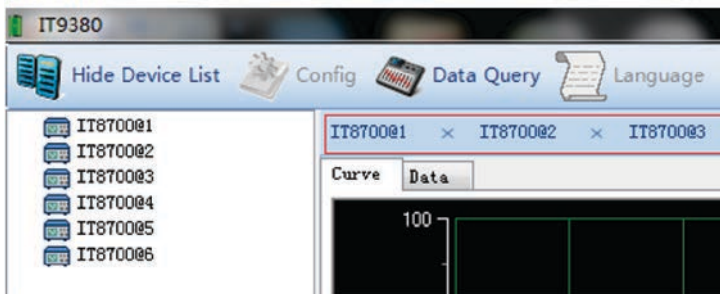 IT9380
Hide Device List Config Data Query Language
IT8700@1
IT8700@2
IT8700@3
IT8700@4
IT8700@5
IT8700@6
IT8700@1 × IT8700@2 × IT8700@3
Curve Data
100